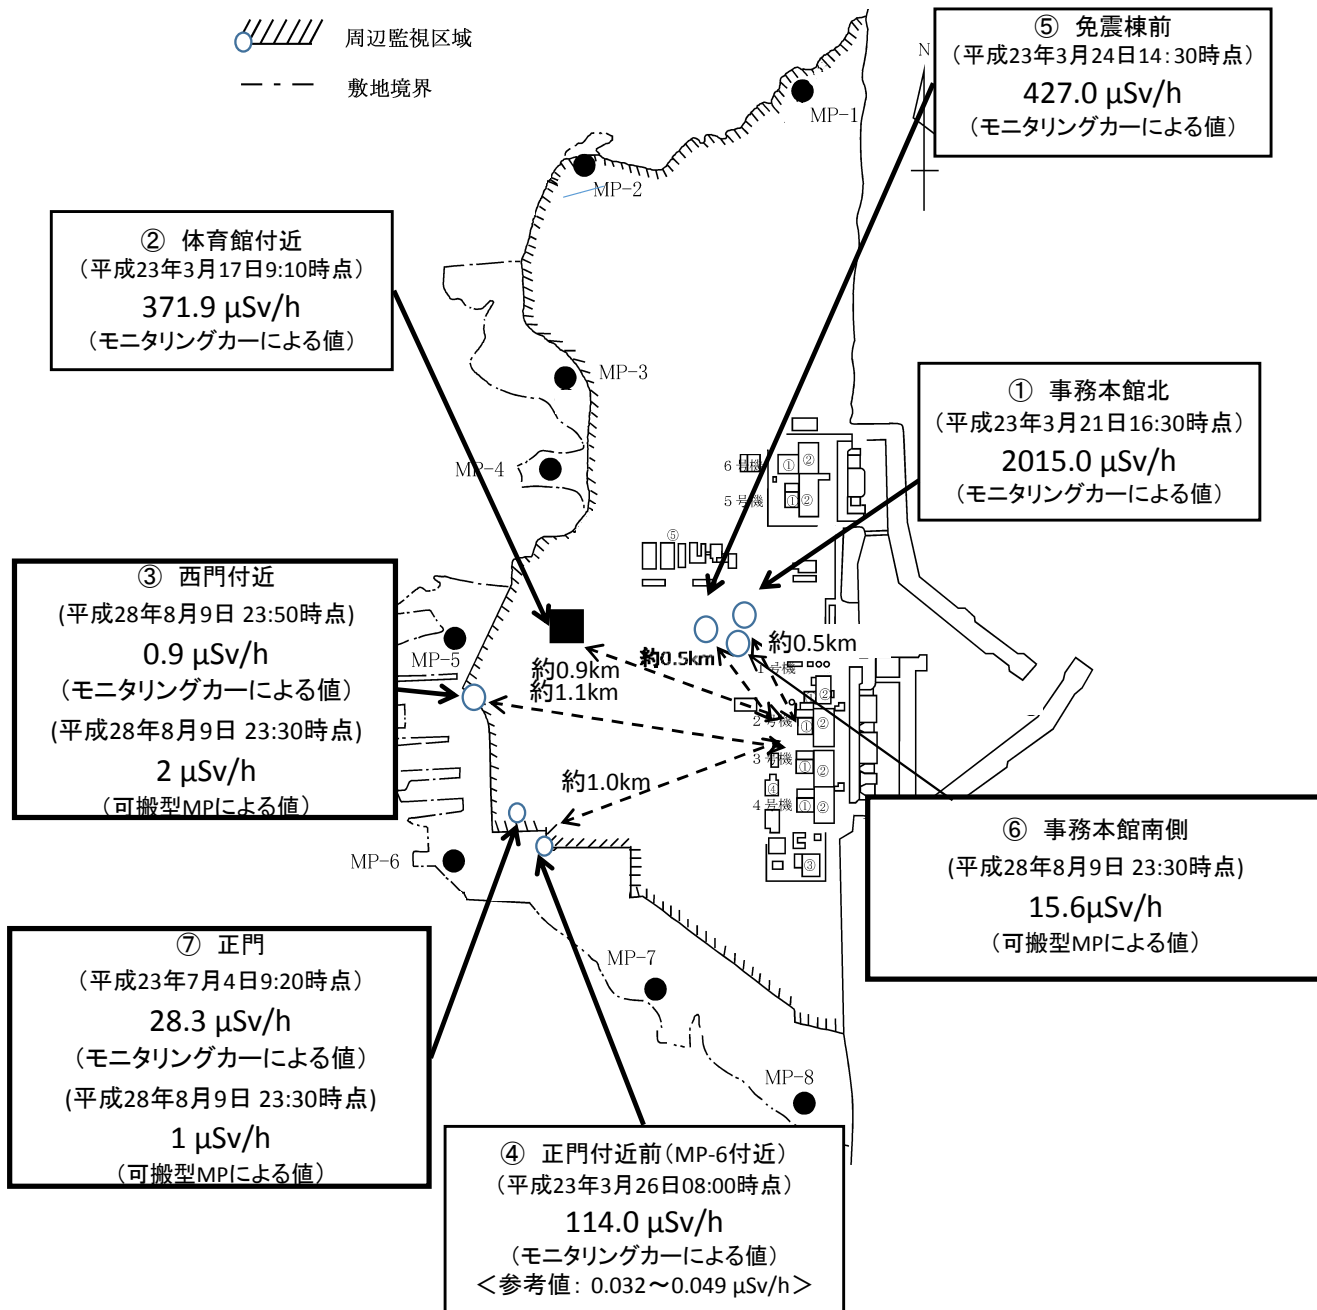 周辺監視区域
敷地境界
N
⑤ 免震棟前
(平成23年3月24日14:30時点)
427.0 μSv/h
(モニタリングカーによる値)
MP-1
MP-2
② 体育館付近
(平成23年3月17日9:10時点)
371.9 μSv/h
(モニタリングカーによる値)
MP-3
① 事務本館北
(平成23年3月21日16:30時点)
2015.0 μSv/h
(モニタリングカーによる値)
MP-4
6号機
①
②
5号機
①
②
⑤
③ 西門付近
(平成28年8月9日 23:50時点)
0.9 μSv/h
(モニタリングカーによる値)
(平成28年8月9日 23:30時点)
2 μSv/h
(可搬型MPによる値)
MP-5
約0.9km
約1.1km
約0.5km
約0.5km
1号機
②
2号機
①
②
3号機
①
②
④
4号機
①
②
③
約1.0km
MP-6
⑥ 事務本館南側
(平成28年8月9日 23:30時点)
15.6μSv/h
(可搬型MPによる値)
⑦ 正門
(平成23年7月4日9:20時点)
28.3 μSv/h
(モニタリングカーによる値)
(平成28年8月9日 23:30時点)
1 μSv/h
(可搬型MPによる値)
MP-7
MP-8
④ 正門付近前(MP-6付近)
(平成23年3月26日08:00時点)
114.0 μSv/h
(モニタリングカーによる値)
<参考値: 0.032~0.049 μSv/h>